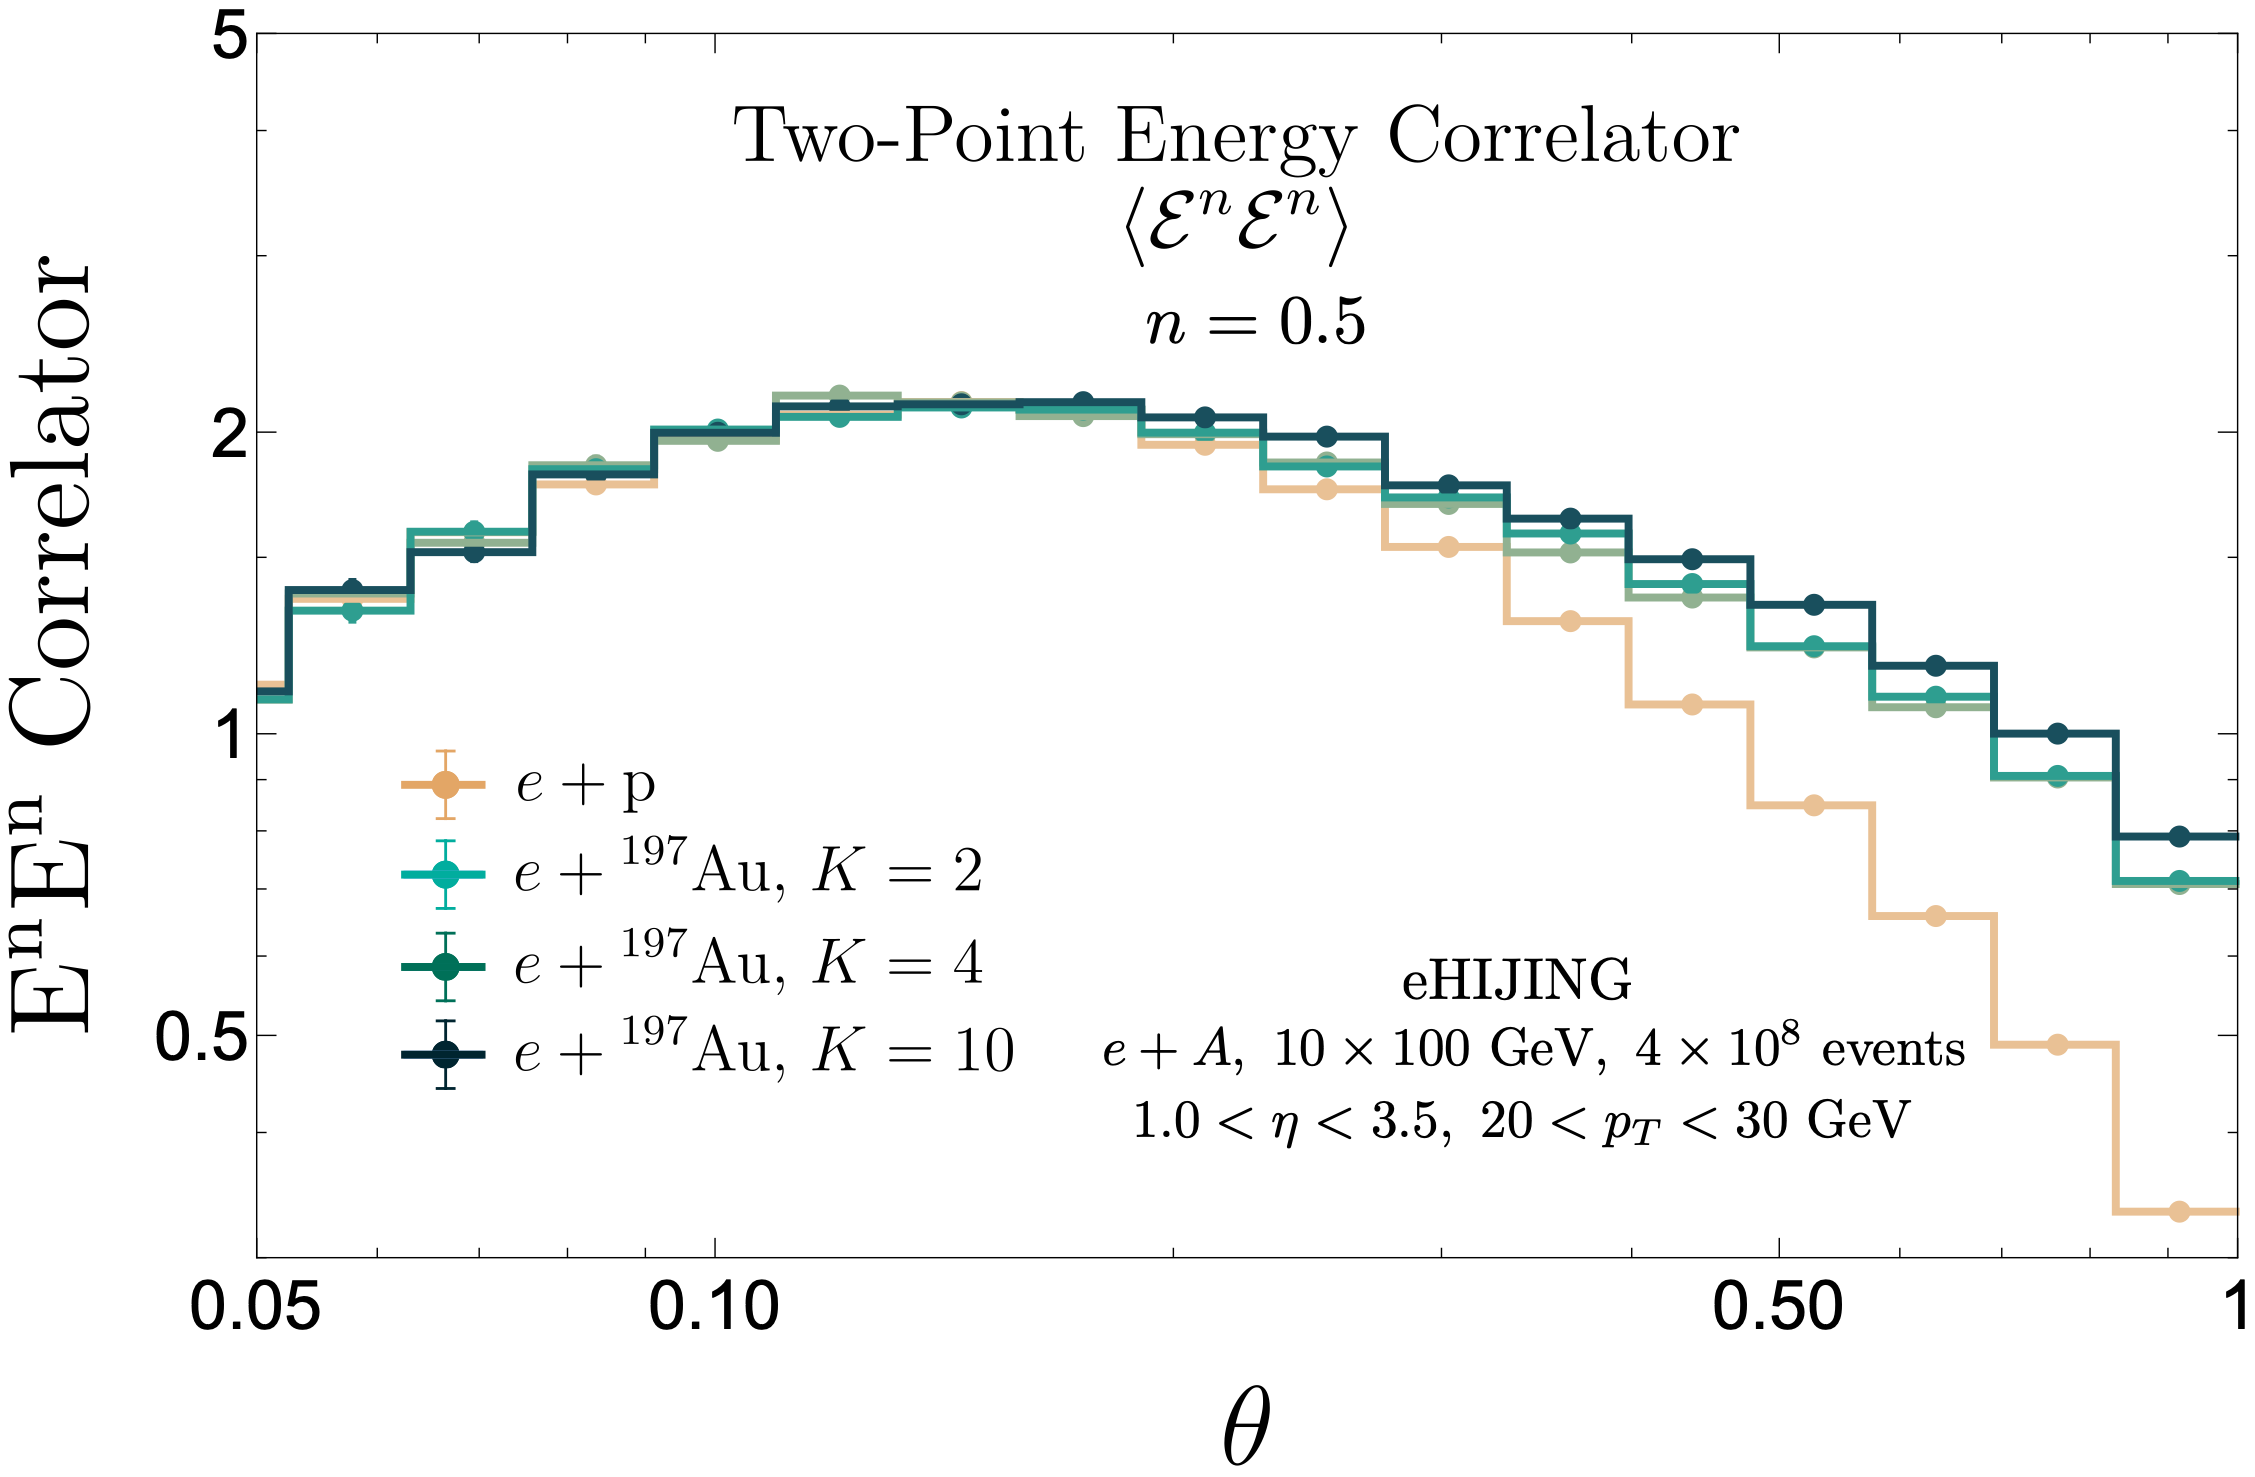 Two-Point Energy Correlator
⟨ℰⁿℰⁿ⟩
n = 0.5
EⁿEⁿ Correlator
5
2
1
0.5
e + p
e + ¹⁹⁷Au, K = 2
e + ¹⁹⁷Au, K = 4
e + ¹⁹⁷Au, K = 10
eHIJING
e + A, 10 × 100 GeV, 4 × 10⁸ events
1.0 < η < 3.5, 20 < p_T < 30 GeV
0.05 0.10 0.50 1
θ